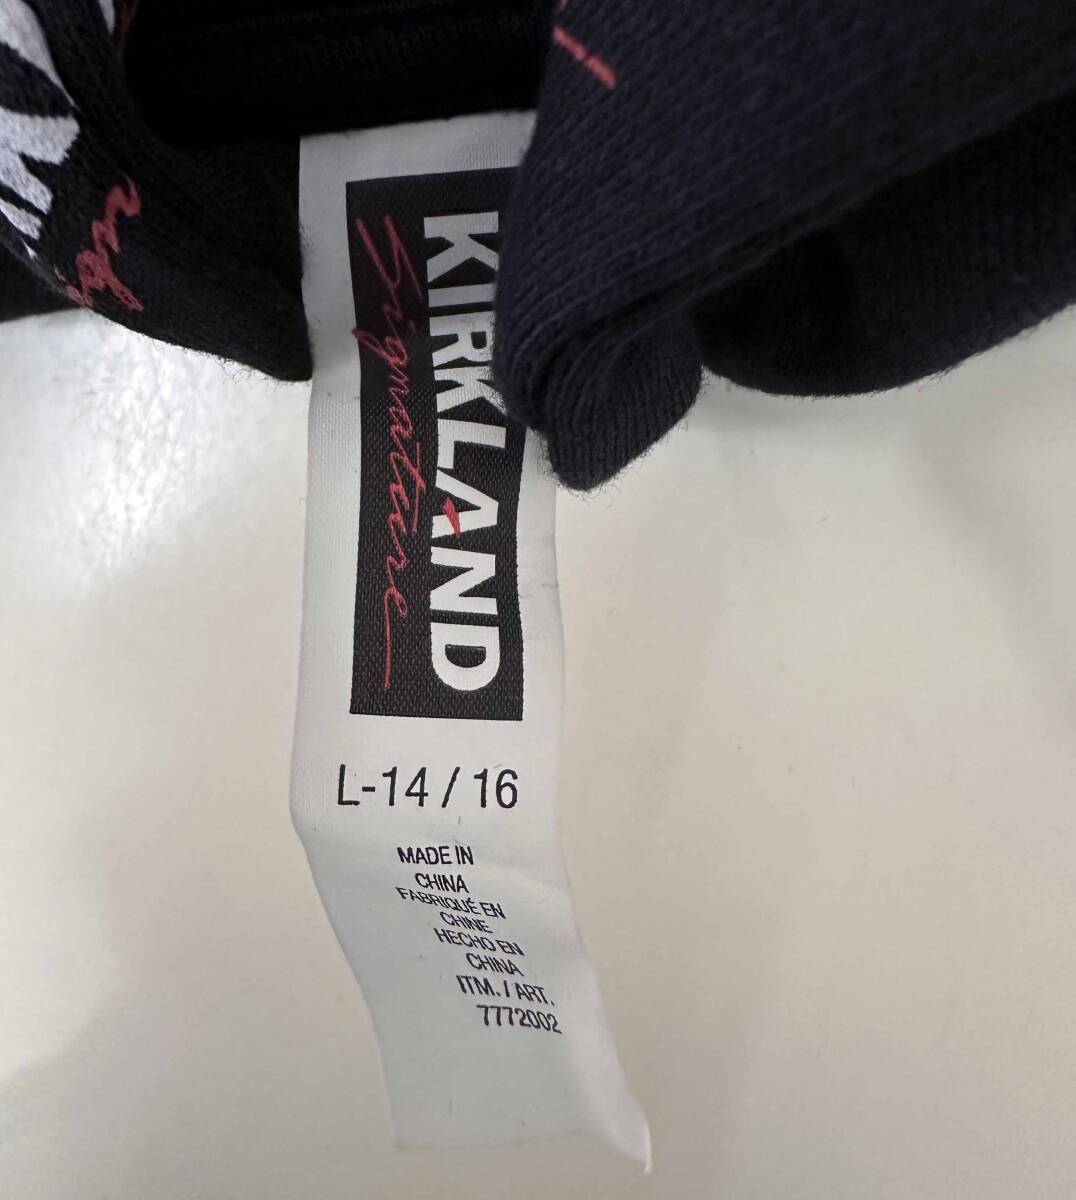 KIRKLAND
Signature
L-14 / 16
MADE IN
CHINA
FABRIQUÉ EN
CHINE
HECHO EN
CHINA
ITM. / ART.
7772002